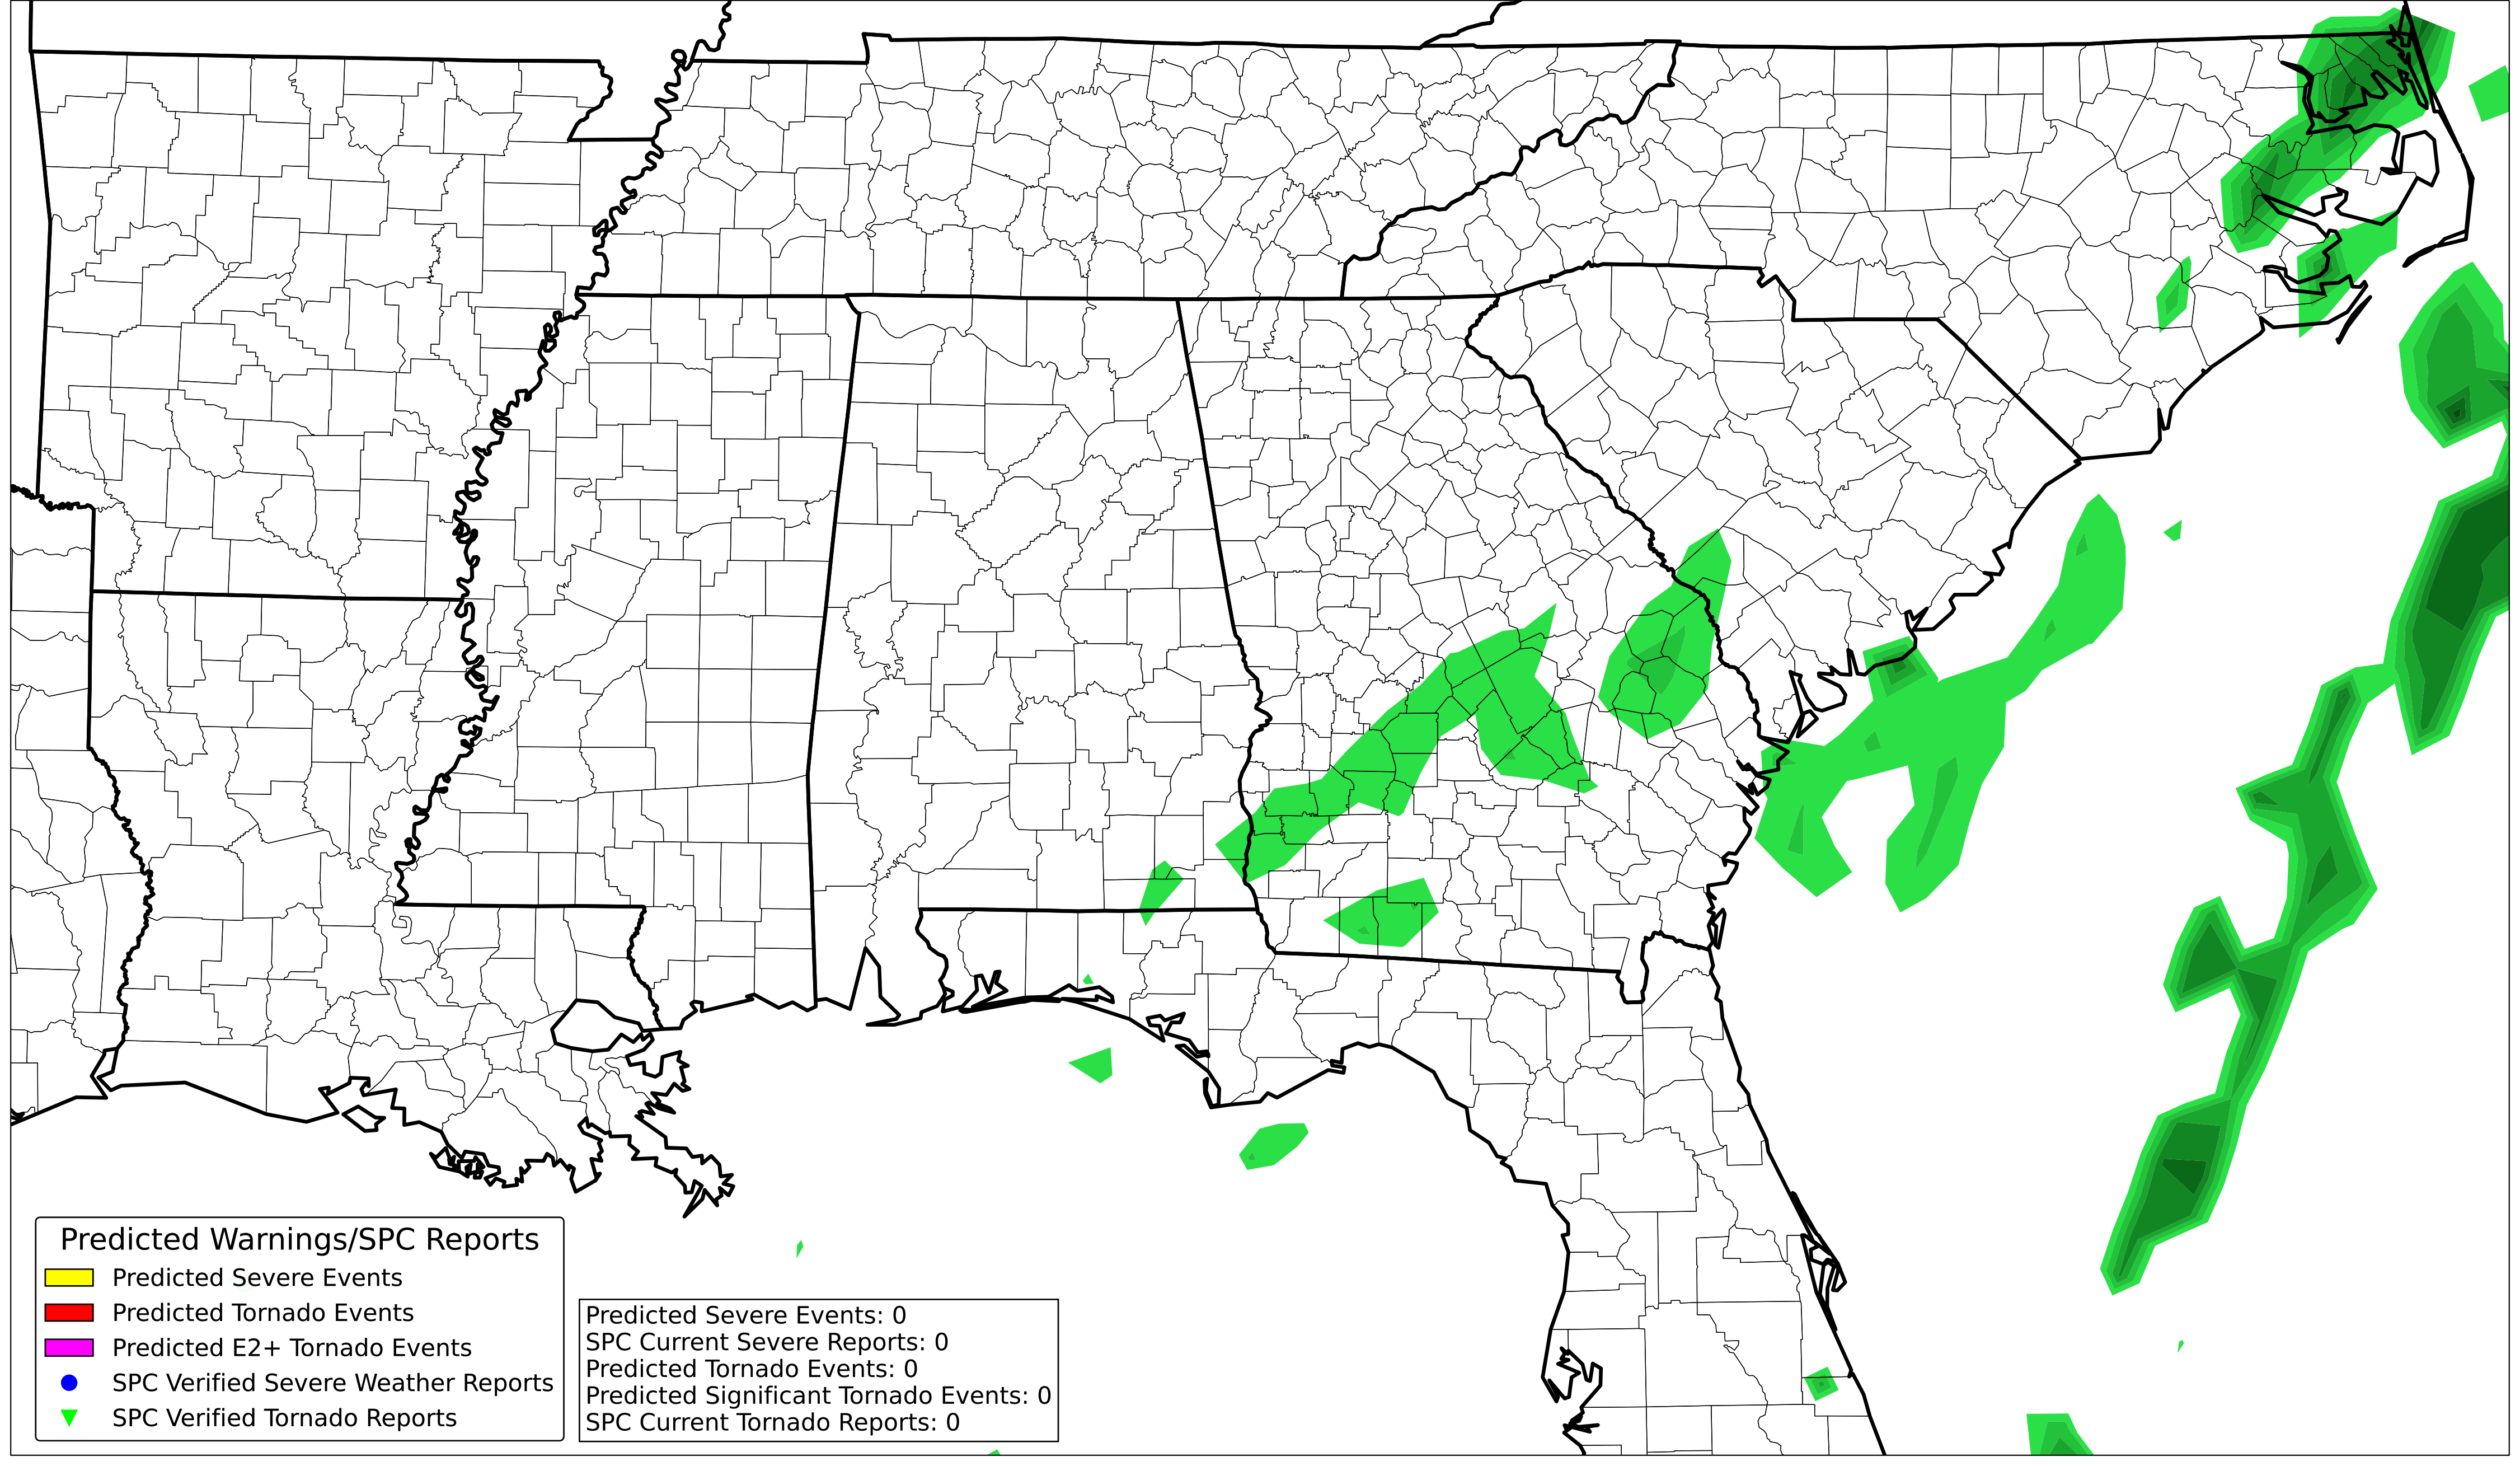 Predicted Warnings/SPC Reports
Predicted Severe Events
Predicted Tornado Events
Predicted E2+ Tornado Events
SPC Verified Severe Weather Reports
SPC Verified Tornado Reports
Predicted Severe Events: 0
SPC Current Severe Reports: 0
Predicted Tornado Events: 0
Predicted Significant Tornado Events: 0
SPC Current Tornado Reports: 0